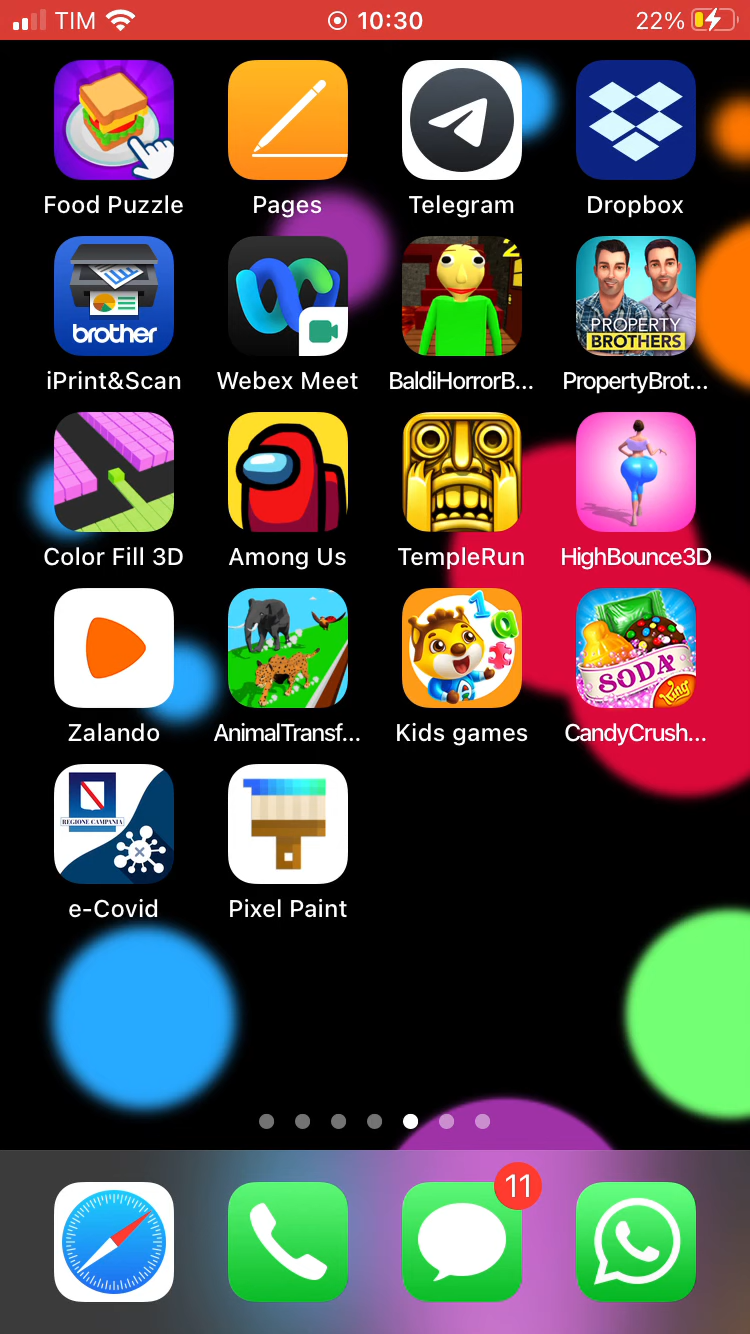 TIM 10:30 22%
Food Puzzle Pages Telegram Dropbox
brother
PROPERTY
BROTHERS
2
iPrint&Scan Webex Meet BaldiHorrorB... PropertyBrot...
Color Fill 3D Among Us TempleRun HighBounce3D
1
a
A
SODA
King
Zalando AnimalTransf... Kids games CandyCrush...
REGIONE CAMPANIA
e-Covid Pixel Paint
11